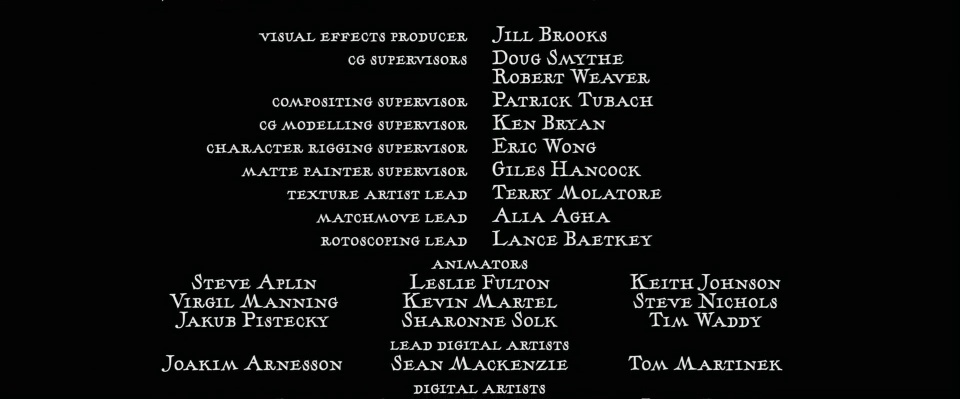 VISUAL EFFECTS PRODUCER JILL BROOKS
CG SUPERVISORS DOUG SMYTHE
ROBERT WEAVER
COMPOSITING SUPERVISOR PATRICK TUBACH
CG MODELLING SUPERVISOR KEN BRYAN
CHARACTER RIGGING SUPERVISOR ERIC WONG
MATTE PAINTER SUPERVISOR GILES HANCOCK
TEXTURE ARTIST LEAD TERRY MOLATORE
MATCHMOVE LEAD ALIA AGHA
ROTOSCOPING LEAD LANCE BAETKEY
ANIMATORS
STEVE APLIN LESLIE FULTON KEITH JOHNSON
VIRGIL MANNING KEVIN MARTEL STEVE NICHOLS
JAKUB PISTECKY SHARONNE SOLK TIM WADDY
LEAD DIGITAL ARTISTS
JOAKIM ARNESSON SEAN MACKENZIE TOM MARTINEK
DIGITAL ARTISTS